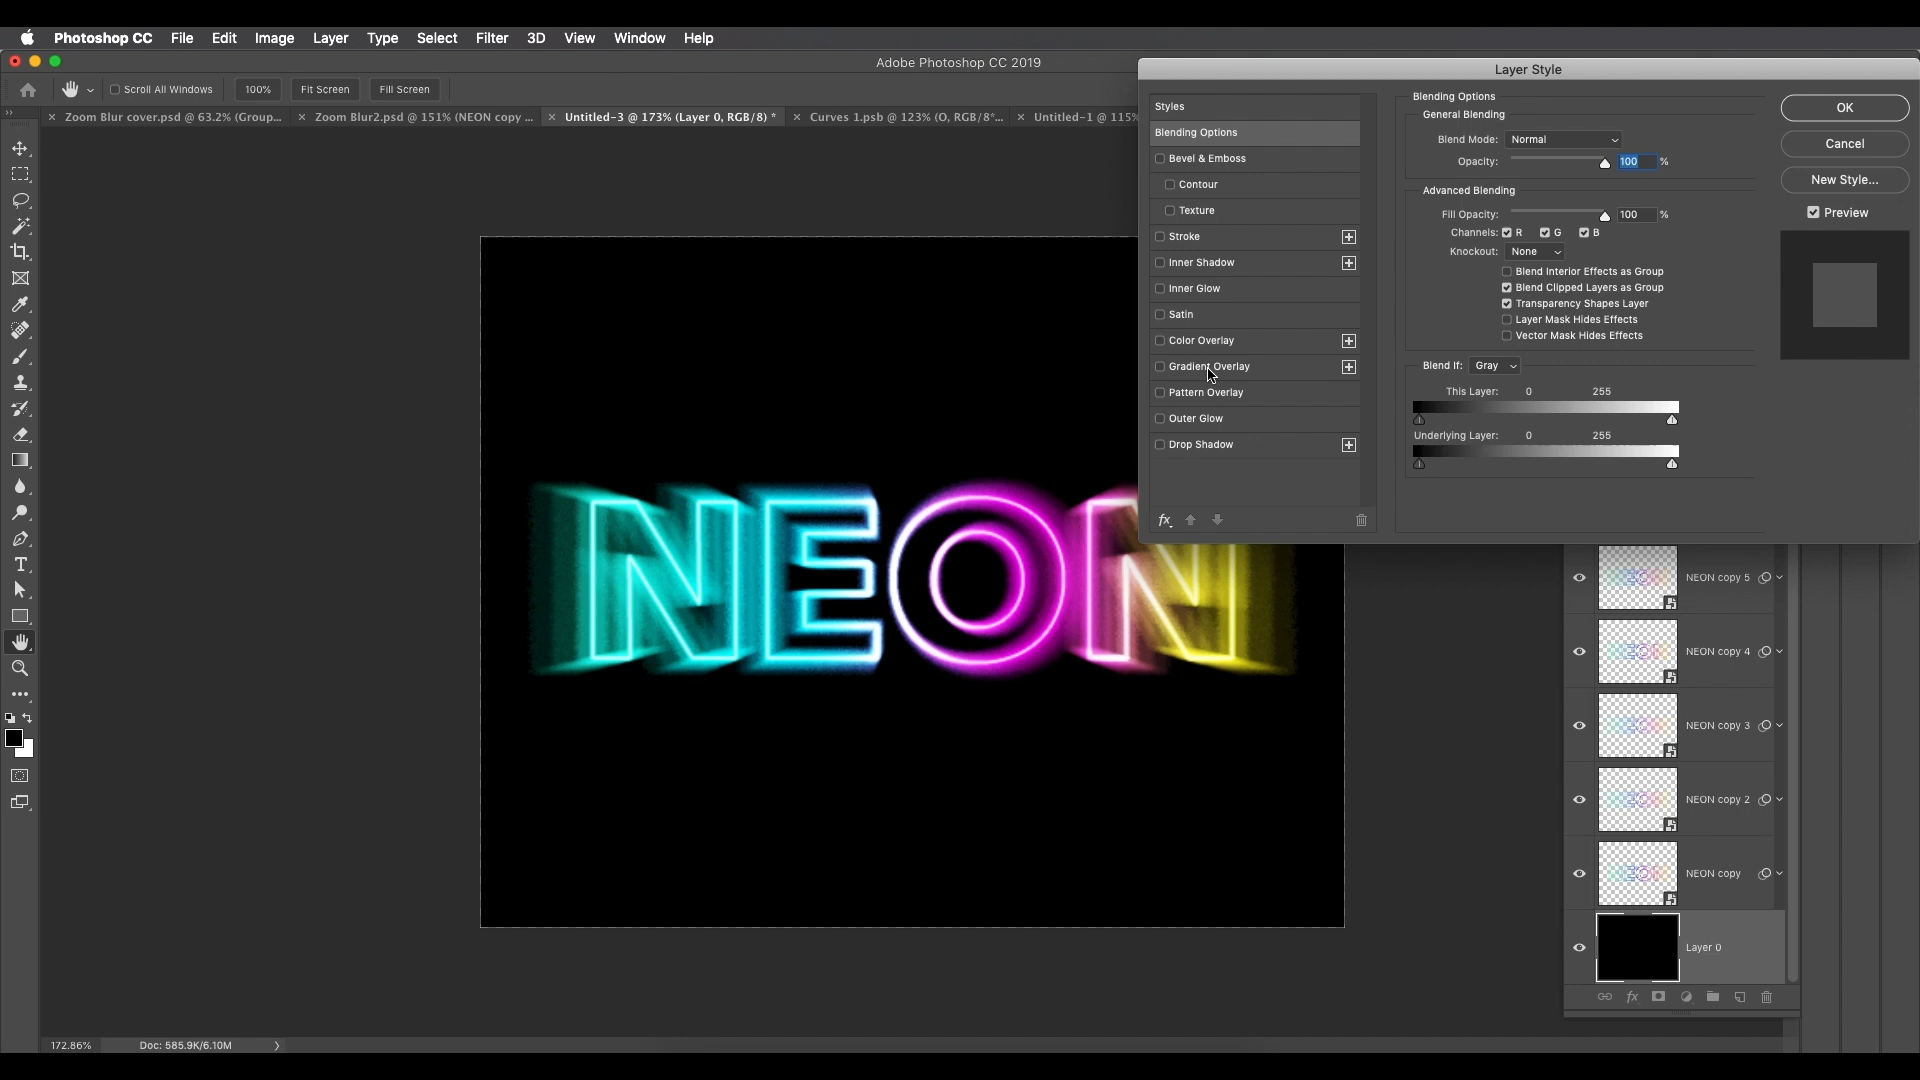 Photoshop CC File Edit Image Layer Type Select Filter 3D View Window Help
Adobe Photoshop CC 2019
Scroll All Windows 100% Fit Screen Fill Screen
Zoom Blur cover.psd @ 63.2% (Group... Zoom Blur2.psd @ 151% (NEON copy ... Untitled-3 @ 173% (Layer 0, RGB/8) * Curves 1.psb @ 123% (O, RGB/8*... Untitled-1 @ 115%
Layer Style
Styles
Blending Options
Bevel & Emboss
Contour
Texture
Stroke
Inner Shadow
Inner Glow
Satin
Color Overlay
Gradient Overlay
Pattern Overlay
Outer Glow
Drop Shadow
fx
Blending Options
General Blending
Blend Mode: Normal
Opacity: 100 %
Advanced Blending
Fill Opacity: 100 %
Channels: R G B
Knockout: None
Blend Interior Effects as Group
Blend Clipped Layers as Group
Transparency Shapes Layer
Layer Mask Hides Effects
Vector Mask Hides Effects
Blend If: Gray
This Layer: 0 255
Underlying Layer: 0 255
OK
Cancel
New Style...
Preview
NEON
NEON copy 5
NEON copy 4
NEON copy 3
NEON copy 2
NEON copy
Layer 0
fx
172.86% Doc: 585.9K/6.10M